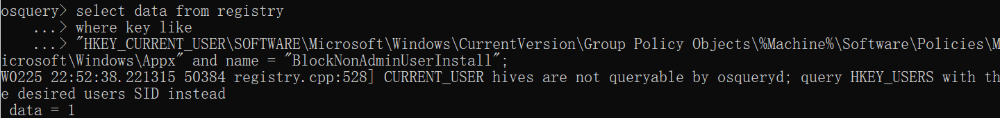 osquery> select data from registry
    ...> where key like
    ...> "HKEY_CURRENT_USER\SOFTWARE\Microsoft\Windows\CurrentVersion\Group Policy Objects\%Machine%\Software\Policies\M
icrosoft\Windows\Appx" and name = "BlockNonAdminUserInstall";
W0225 22:52:38.221315 50384 registry.cpp:528] CURRENT_USER hives are not queryable by osqueryd; query HKEY_USERS with th
e desired users SID instead
 data = 1